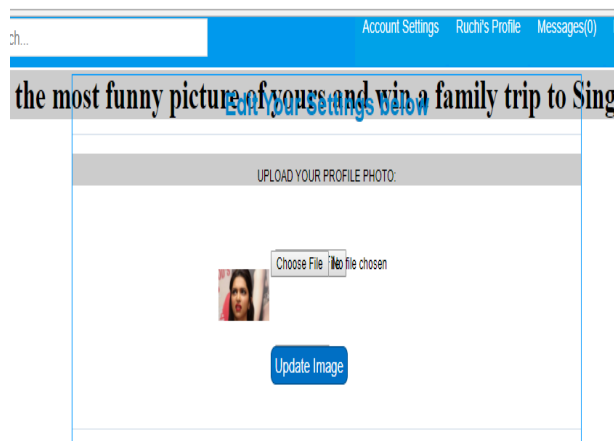 ch...
Account Settings Ruchi's Profile Messages(0)
the most funny picture of yours and win a family trip to Sing
Edit Your Settings below
UPLOAD YOUR PROFILE PHOTO:
Choose File No file chosen
Update Image